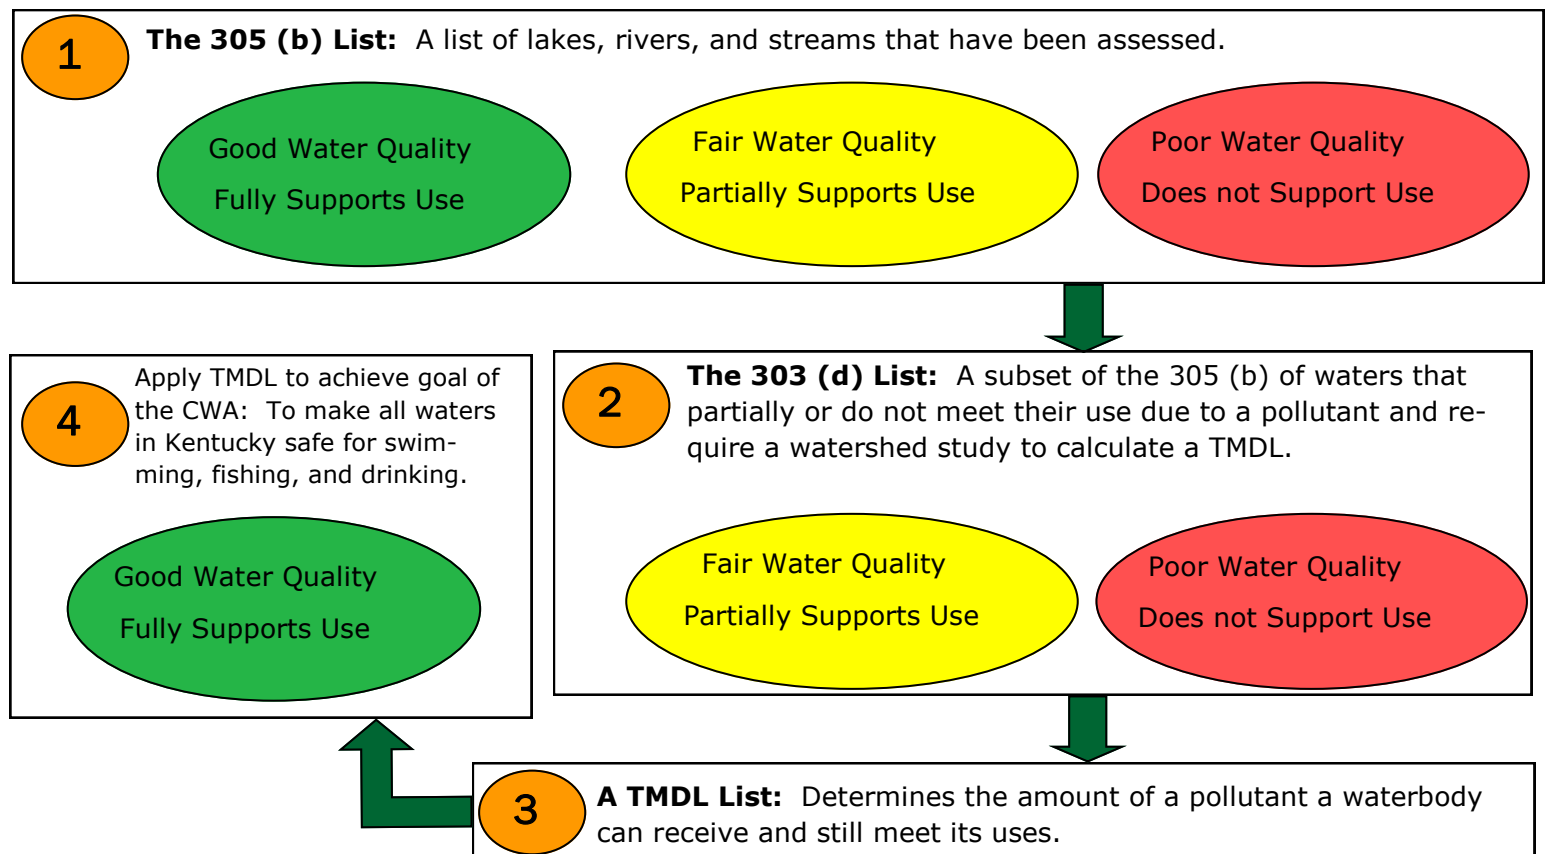 1
The 305 (b) List: A list of lakes, rivers, and streams that have been assessed.
Good Water Quality
Fully Supports Use
Fair Water Quality
Partially Supports Use
Poor Water Quality
Does not Support Use
2
The 303 (d) List: A subset of the 305 (b) of waters that
partially or do not meet their use due to a pollutant and re-
quire a watershed study to calculate a TMDL.
Fair Water Quality
Partially Supports Use
Poor Water Quality
Does not Support Use
3
A TMDL List: Determines the amount of a pollutant a waterbody
can receive and still meet its uses.
4
Apply TMDL to achieve goal of
the CWA: To make all waters
in Kentucky safe for swim-
ming, fishing, and drinking.
Good Water Quality
Fully Supports Use